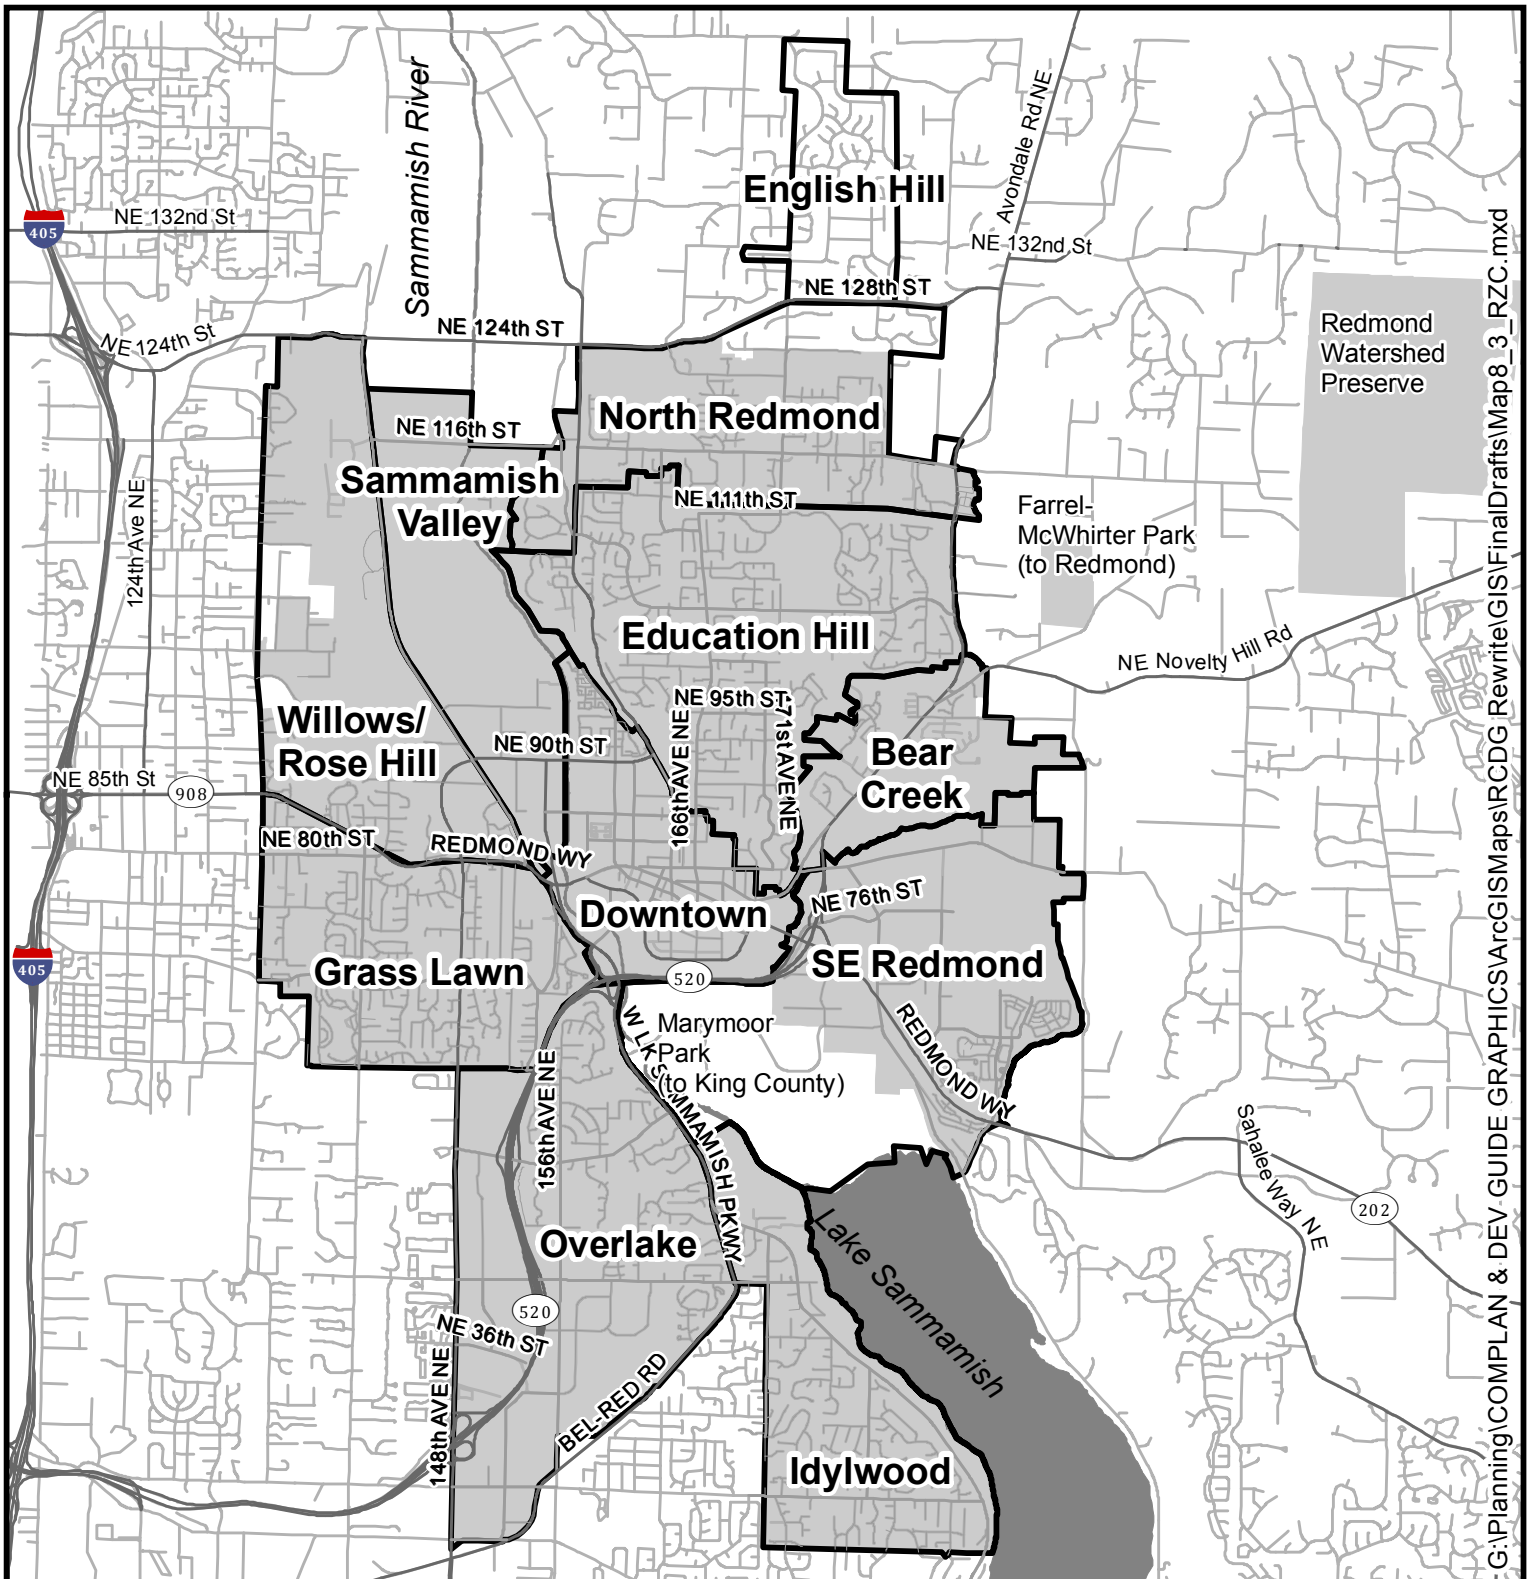 Sammamish River
English Hill
Avondale Rd NE
NE 132nd St
405
NE 132nd St
NE 128th ST
NE 124th ST
NE 124th St
Redmond
Watershed
Preserve
North Redmond
NE 116th ST
Sammamish
Valley
NE 111th ST
Farrel-
McWhirter Park
(to Redmond)
124th Ave NE
Education Hill
NE Novelty Hill Rd
NE 95th ST
Willows/
Rose Hill
NE 90th ST
166th AVE NE
171st AVE NE
Bear
Creek
NE 85th St
908
NE 80th ST
REDMOND WY
Downtown
NE 76th ST
405
Grass Lawn
520
SE Redmond
Marymoor
Park
(to King County)
W LK SAMMAMISH PKWY
REDMOND WY
156th AVE NE
Sahalee Way NE
202
Overlake
Lake Sammamish
520
NE 36th ST
148th AVE NE
BEL-RED RD
Idylwood
G:\Planning\COMPLAN & DEV GUIDE GRAPHICS\ArcGISMaps\RCDG Rewrite\GIS\FinalDrafts\Map8_3_RZC.mxd